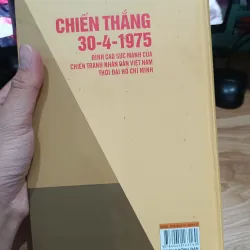 CHIẾN THẮNG
30-4-1975
ĐỈNH CAO SỨC MẠNH CỦA
CHIẾN TRANH NHÂN DÂN VIỆT NAM
THỜI ĐẠI HỒ CHÍ MINH